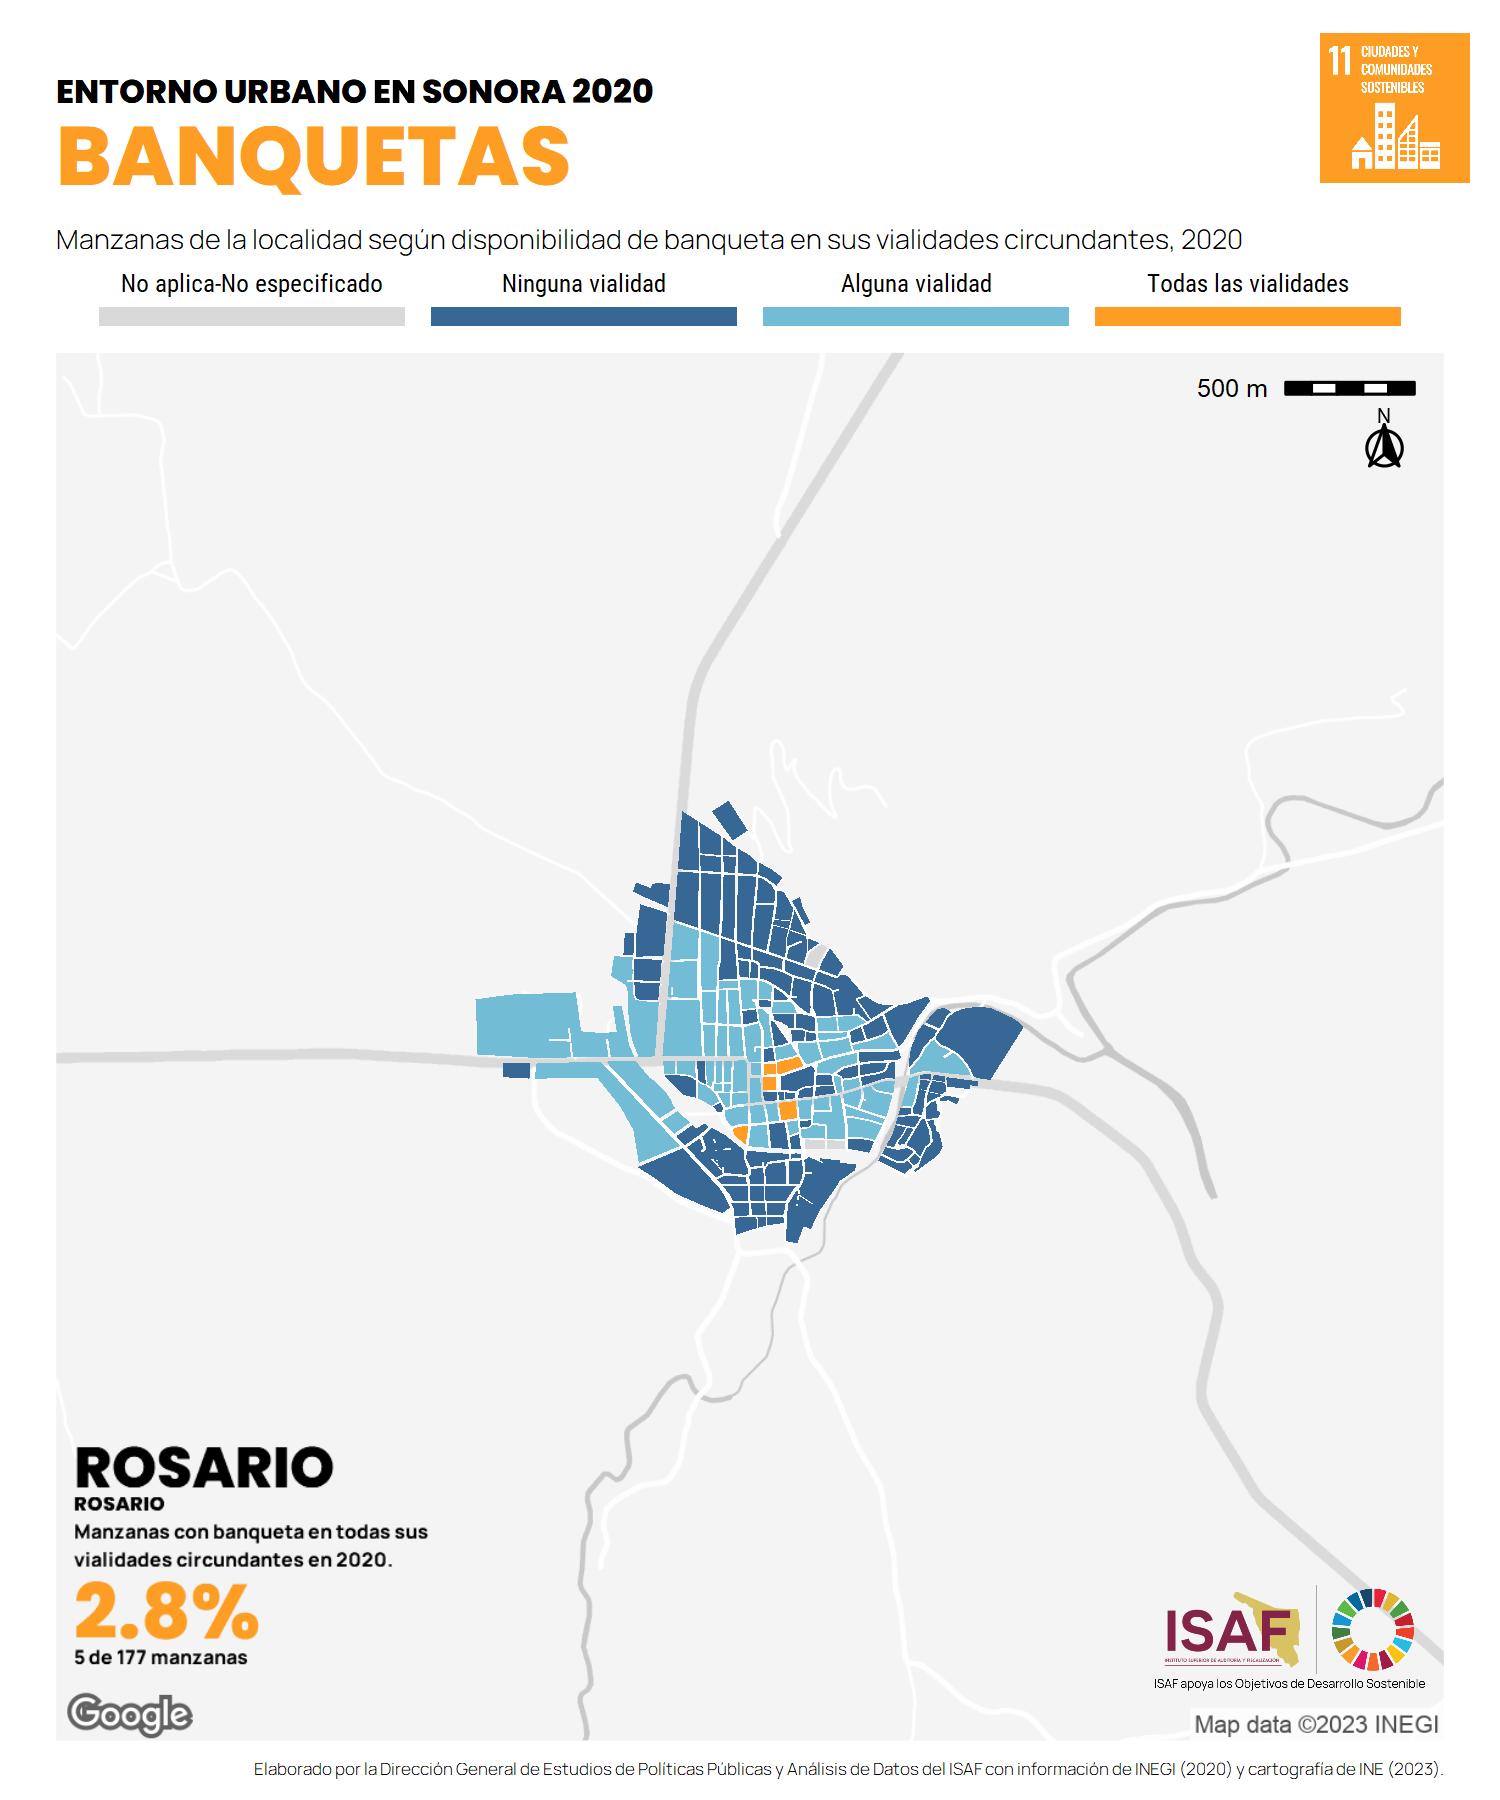 11 CIUDADES Y
COMUNIDADES
SOSTENIBLES
ENTORNO URBANO EN SONORA 2020
BANQUETAS
Manzanas de la localidad según disponibilidad de banqueta en sus vialidades circundantes, 2020
No aplica-No especificado Ninguna vialidad Alguna vialidad Todas las vialidades
500 m
N
ROSARIO
ROSARIO
Manzanas con banqueta en todas sus
vialidades circundantes en 2020.
2.8%
5 de 177 manzanas
ISAF
INSTITUTO SUPERIOR DE AUDITORÍA Y FISCALIZACIÓN
ISAF apoya los Objetivos de Desarrollo Sostenible
Google
Map data ©2023 INEGI
Elaborado por la Dirección General de Estudios de Políticas Públicas y Análisis de Datos del ISAF con información de INEGI (2020) y cartografía de INE (2023).